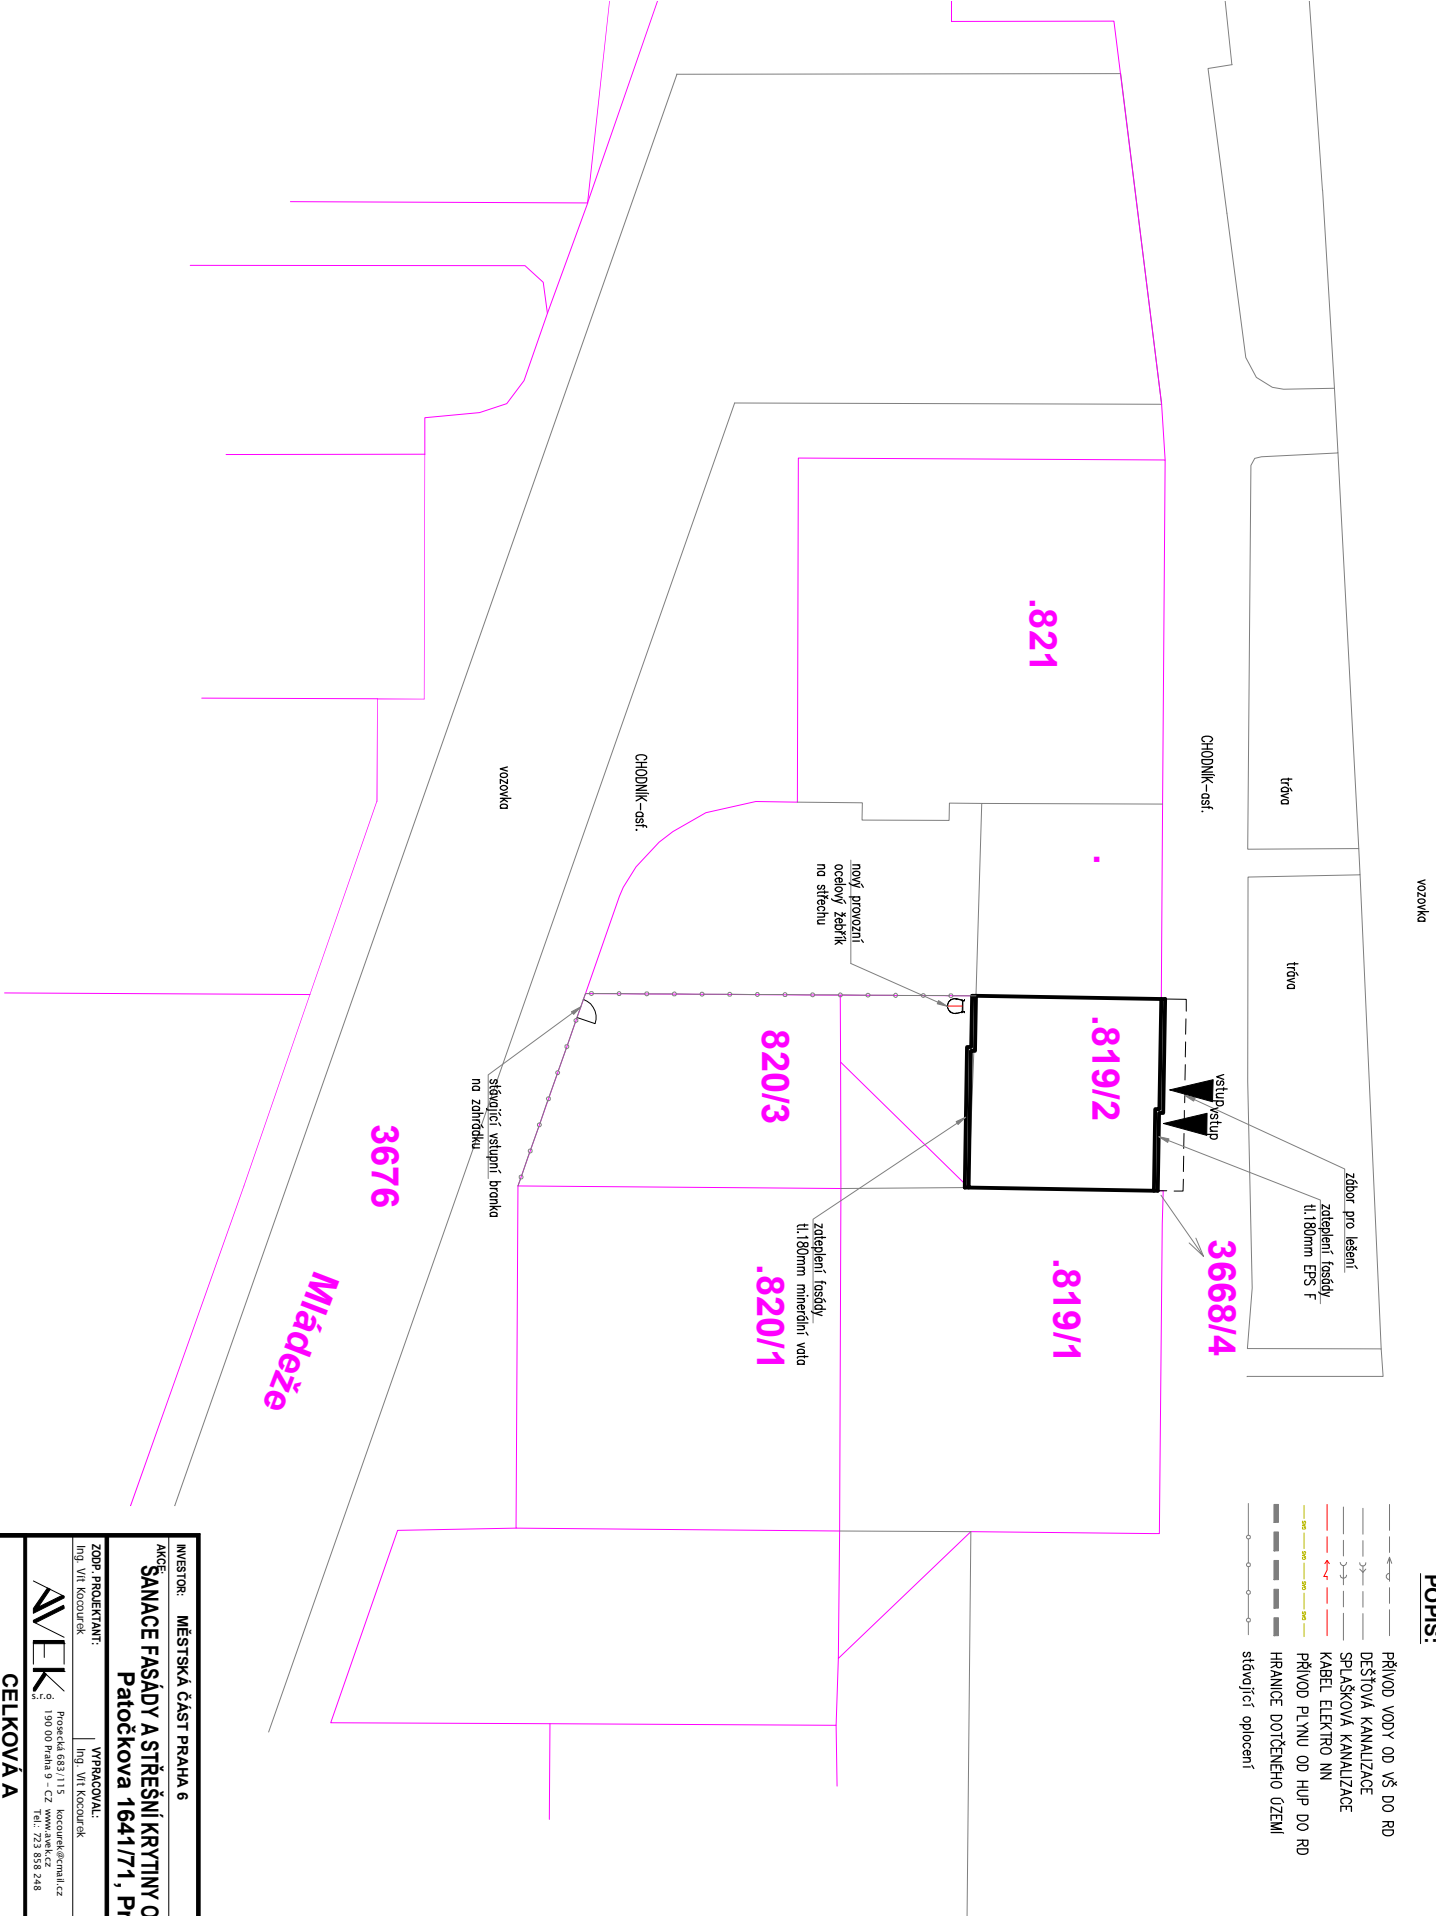 vozovka
tráva
tráva
CHODNÍK-asf.
CHODNÍK-asf.
vozovka
.821
.819/2
vstup
vstup
zábor pro lešení
zateplení fasády
tl.180mm EPS F
3668/4
.819/1
nový provozní
ocelový žebřík
na střechu
820/3
zateplení fasády
tl.180mm minerální vata
.820/1
stávající vstupní branka
na zahrádku
3676
Mládeže
POPIS:
PŘÍVOD VODY OD VŠ DO RD
DEŠŤOVÁ KANALIZACE
SPLAŠKOVÁ KANALIZACE
KABEL ELEKTRO NN
PŘÍVOD PLYNU OD HUP DO RD
HRANICE DOTČENÉHO ÚZEMÍ
stávající oplocení
INVESTOR: MĚSTSKÁ ČÁST PRAHA 6
AKCE:
SANACE FASÁDY A STŘEŠNÍ KRYTINY O
Patočkova 1641/71, Pr
ZODP. PROJEKTANT: VYPRACOVAL:
Ing. Vít Kocourek Ing. Vít Kocourek
AVEK s.r.o.
Prosecká 683/115 kocourek@cmail.cz
190 00 Praha 9 - CZ www.avek.cz
Tel.: 723 858 248
CELKOVÁ A